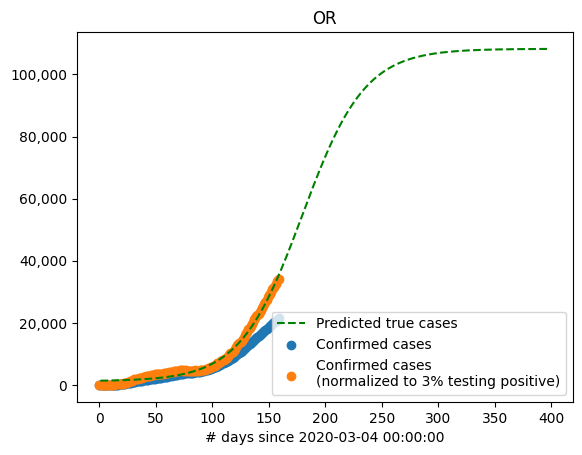 OR
100,000
80,000
60,000
40,000
20,000
0
Predicted true cases
Confirmed cases
Confirmed cases
(normalized to 3% testing positive)
0 50 100 150 200 250 300 350 400
# days since 2020-03-04 00:00:00